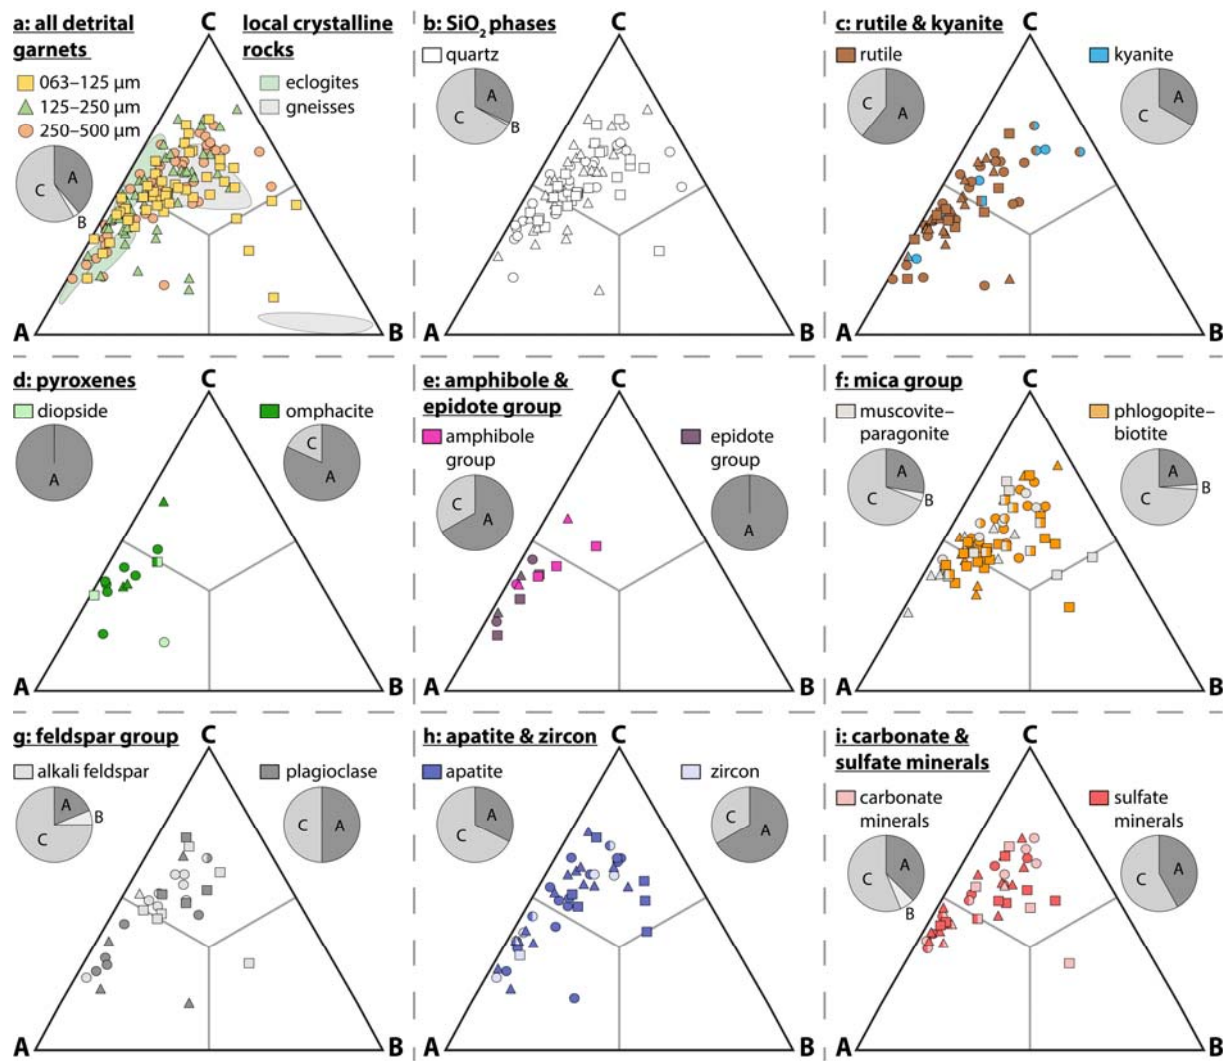 a: all detrital garnets
local crystalline rocks
063–125 µm
125–250 µm
250–500 µm
eclogites
gneisses
C
A
B
C
A
B
b: SiO₂ phases
quartz
C
A
B
C
A
B
c: rutile & kyanite
rutile
kyanite
C
A
C
A
C
A
B
d: pyroxenes
diopside
omphacite
A
C
A
C
A
B
e: amphibole & epidote group
amphibole group
epidote group
C
A
A
C
A
B
f: mica group
muscovite–paragonite
phlogopite–biotite
A
C
B
A
C
B
C
A
B
g: feldspar group
alkali feldspar
plagioclase
A
B
C
C
A
C
A
B
h: apatite & zircon
apatite
zircon
A
C
C
A
C
A
B
i: carbonate & sulfate minerals
carbonate minerals
sulfate minerals
A
C
B
A
C
C
A
B